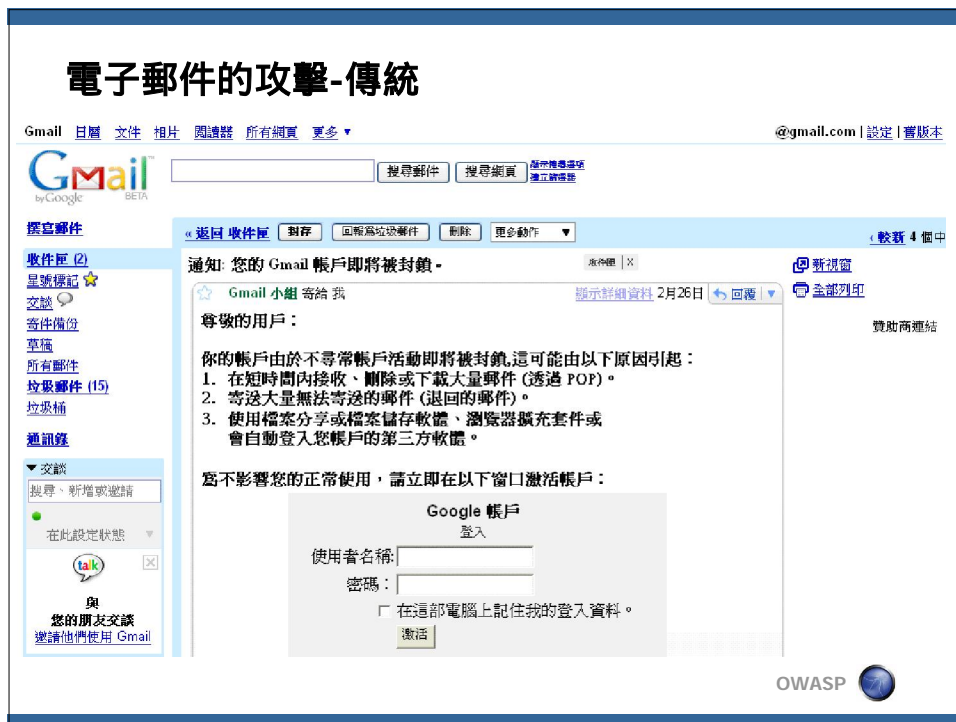 電子郵件的攻擊-傳統
Gmail 日曆 文件 相片 閱讀器 所有網頁 更多 ▼
@gmail.com | 設定 | 舊版本
Gmail
by Google BETA
搜尋郵件 搜尋網頁 顯示搜尋選項
建立篩選器
撰寫郵件
« 返回 收件匣 封存 回報為垃圾郵件 刪除 更多動作 ▼
‹ 較新 4 個中
收件匣 (2)
星號標記
交談
寄件備份
草稿
所有郵件
垃圾郵件 (15)
垃圾桶
通訊錄
▼ 交談
搜尋、新增或邀請
在此設定狀態 ▼
talk
與
您的朋友交談
邀請他們使用 Gmail
通知: 您的 Gmail 帳戶即將被封鎖 -
收件匣 | X
Gmail 小組 寄給 我
顯示詳細資料 2月26日 回覆 ▼
尊敬的用戶：
你的帳戶由於不尋常帳戶活動即將被封鎖,這可能由以下原因引起：
1. 在短時間內接收、刪除或下載大量郵件 (透過 POP)。
2. 寄送大量無法寄送的郵件 (退回的郵件)。
3. 使用檔案分享或檔案儲存軟體、瀏覽器擴充套件或
會自動登入您帳戶的第三方軟體。
為不影響您的正常使用，請立即在以下窗口激活帳戶：
Google 帳戶
登入
使用者名稱:
密碼：
在這部電腦上記住我的登入資料。
激活
新視窗
全部列印
贊助商連結
OWASP